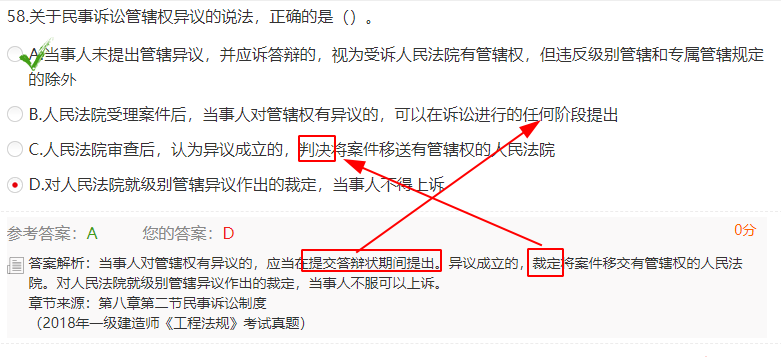 58.关于民事诉讼管辖权异议的说法，正确的是（）。
A.当事人未提出管辖异议，并应诉答辩的，视为受诉人民法院有管辖权，但违反级别管辖和专属管辖规定
的除外
B.人民法院受理案件后，当事人对管辖权有异议的，可以在诉讼进行的任何阶段提出
C.人民法院审查后，认为异议成立的，判决将案件移送有管辖权的人民法院
D.对人民法院就级别管辖异议作出的裁定，当事人不得上诉
参考答案：A 您的答案：D 0分
答案解析：当事人对管辖权有异议的，应当在提交答辩状期间提出。异议成立的，裁定将案件移交有管辖权的人民法
院。对人民法院就级别管辖异议作出的裁定，当事人不服可以上诉。
章节来源：第八章第二节民事诉讼制度
（2018年一级建造师《工程法规》考试真题）